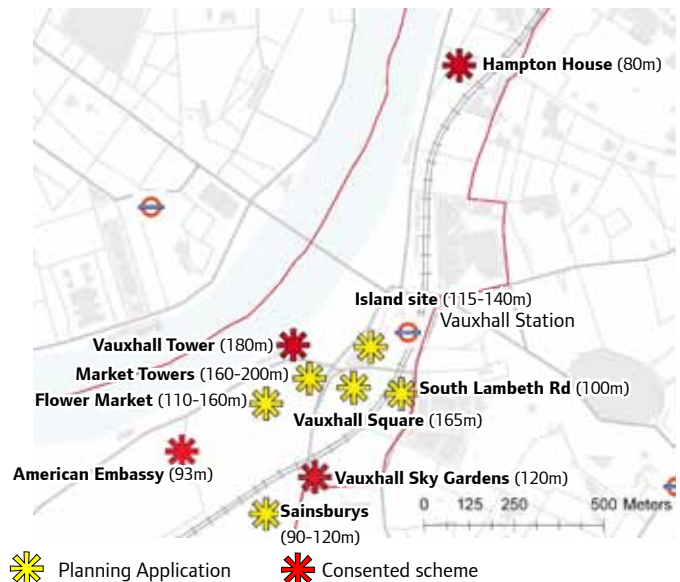 Hampton House (80m)
Island site (115-140m)
Vauxhall Station
Vauxhall Tower (180m)
Market Towers (160-200m)
Flower Market (110-160m)
South Lambeth Rd (100m)
Vauxhall Square (165m)
American Embassy (93m)
Vauxhall Sky Gardens (120m)
Sainsburys
(90-120m)
0 125 250 500 Meters
Planning Application
Consented scheme